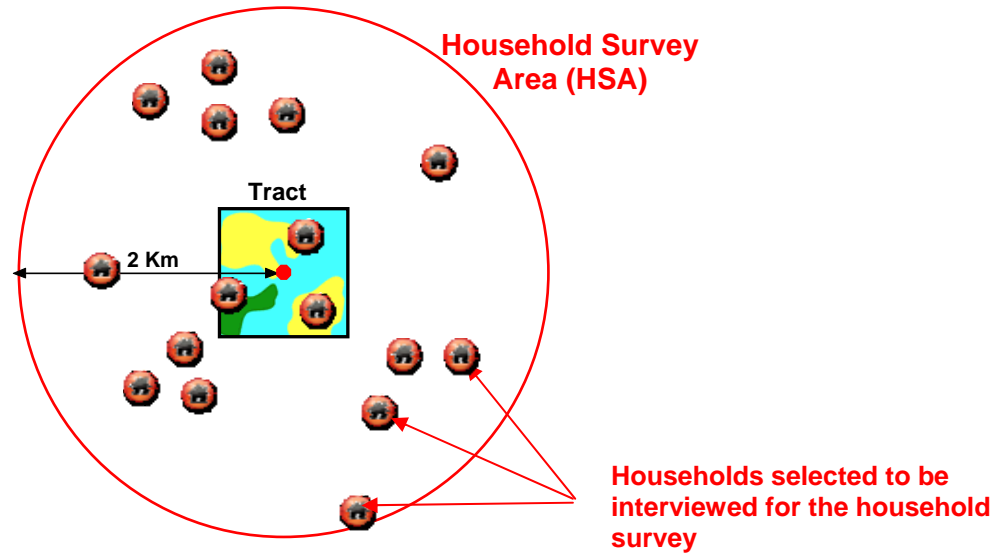 Household Survey
Area (HSA)
Tract
2 Km
Households selected to be
interviewed for the household
survey